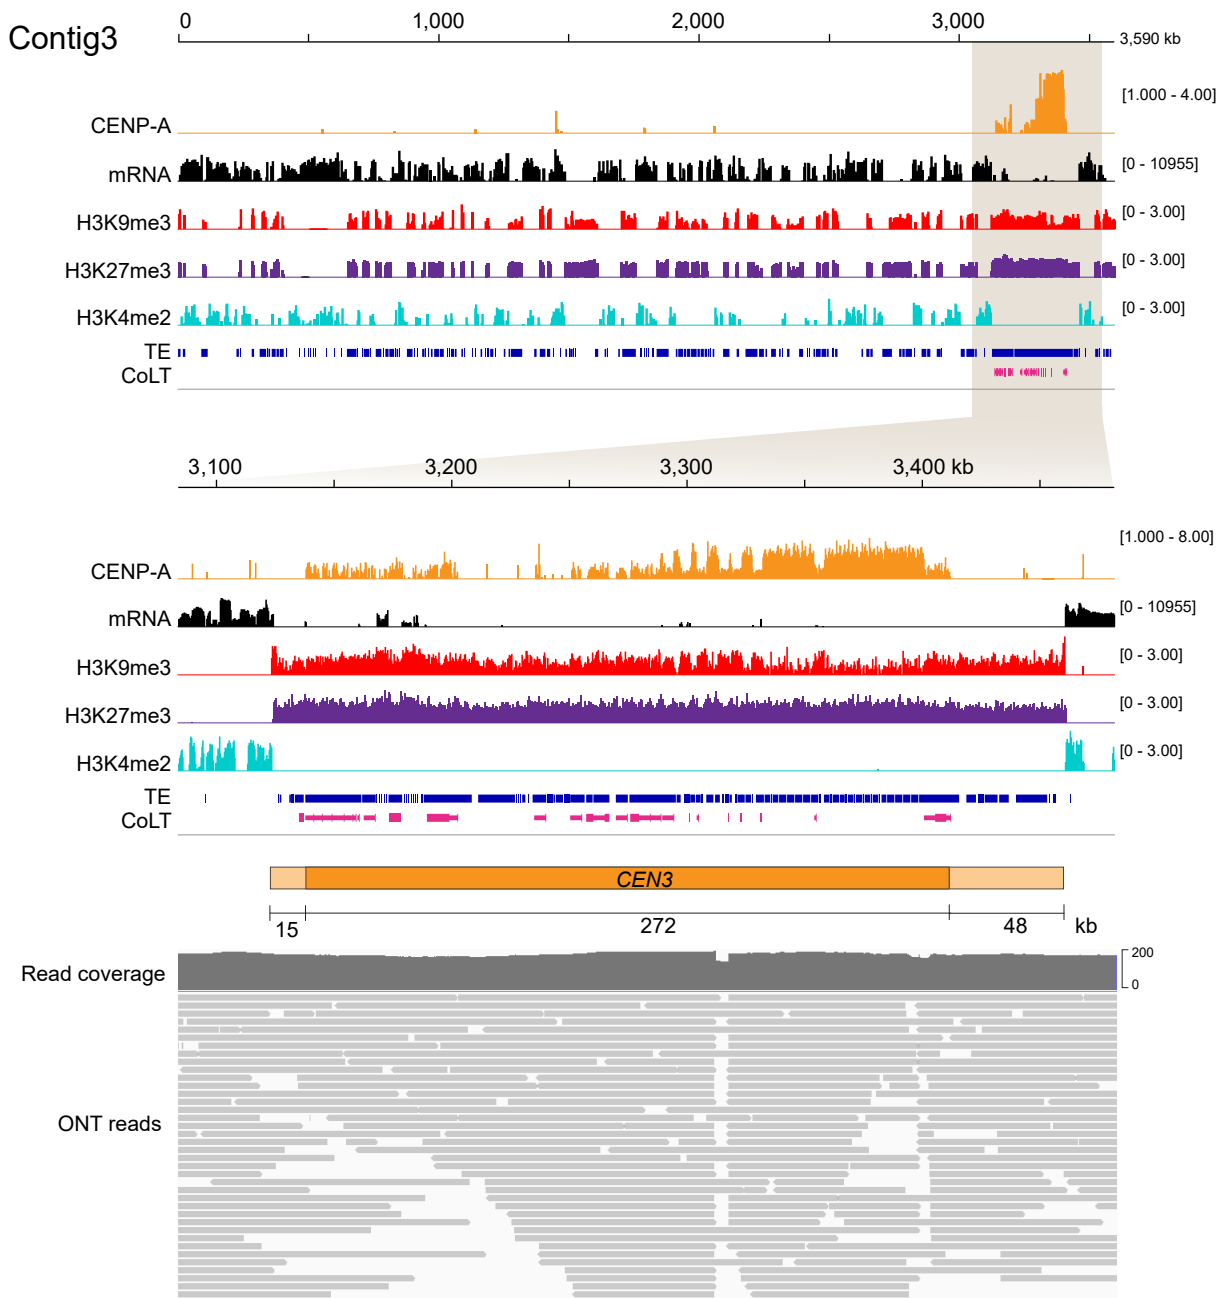 Contig3
0 1,000 2,000 3,000
3,590 kb
CENP-A [1.000 - 4.00]
mRNA [0 - 10955]
H3K9me3 [0 - 3.00]
H3K27me3 [0 - 3.00]
H3K4me2 [0 - 3.00]
TE
CoLT
3,100 3,200 3,300 3,400 kb
CENP-A [1.000 - 8.00]
mRNA [0 - 10955]
H3K9me3 [0 - 3.00]
H3K27me3 [0 - 3.00]
H3K4me2 [0 - 3.00]
TE
CoLT
CEN3
15 272 48 kb
Read coverage 200
0
ONT reads